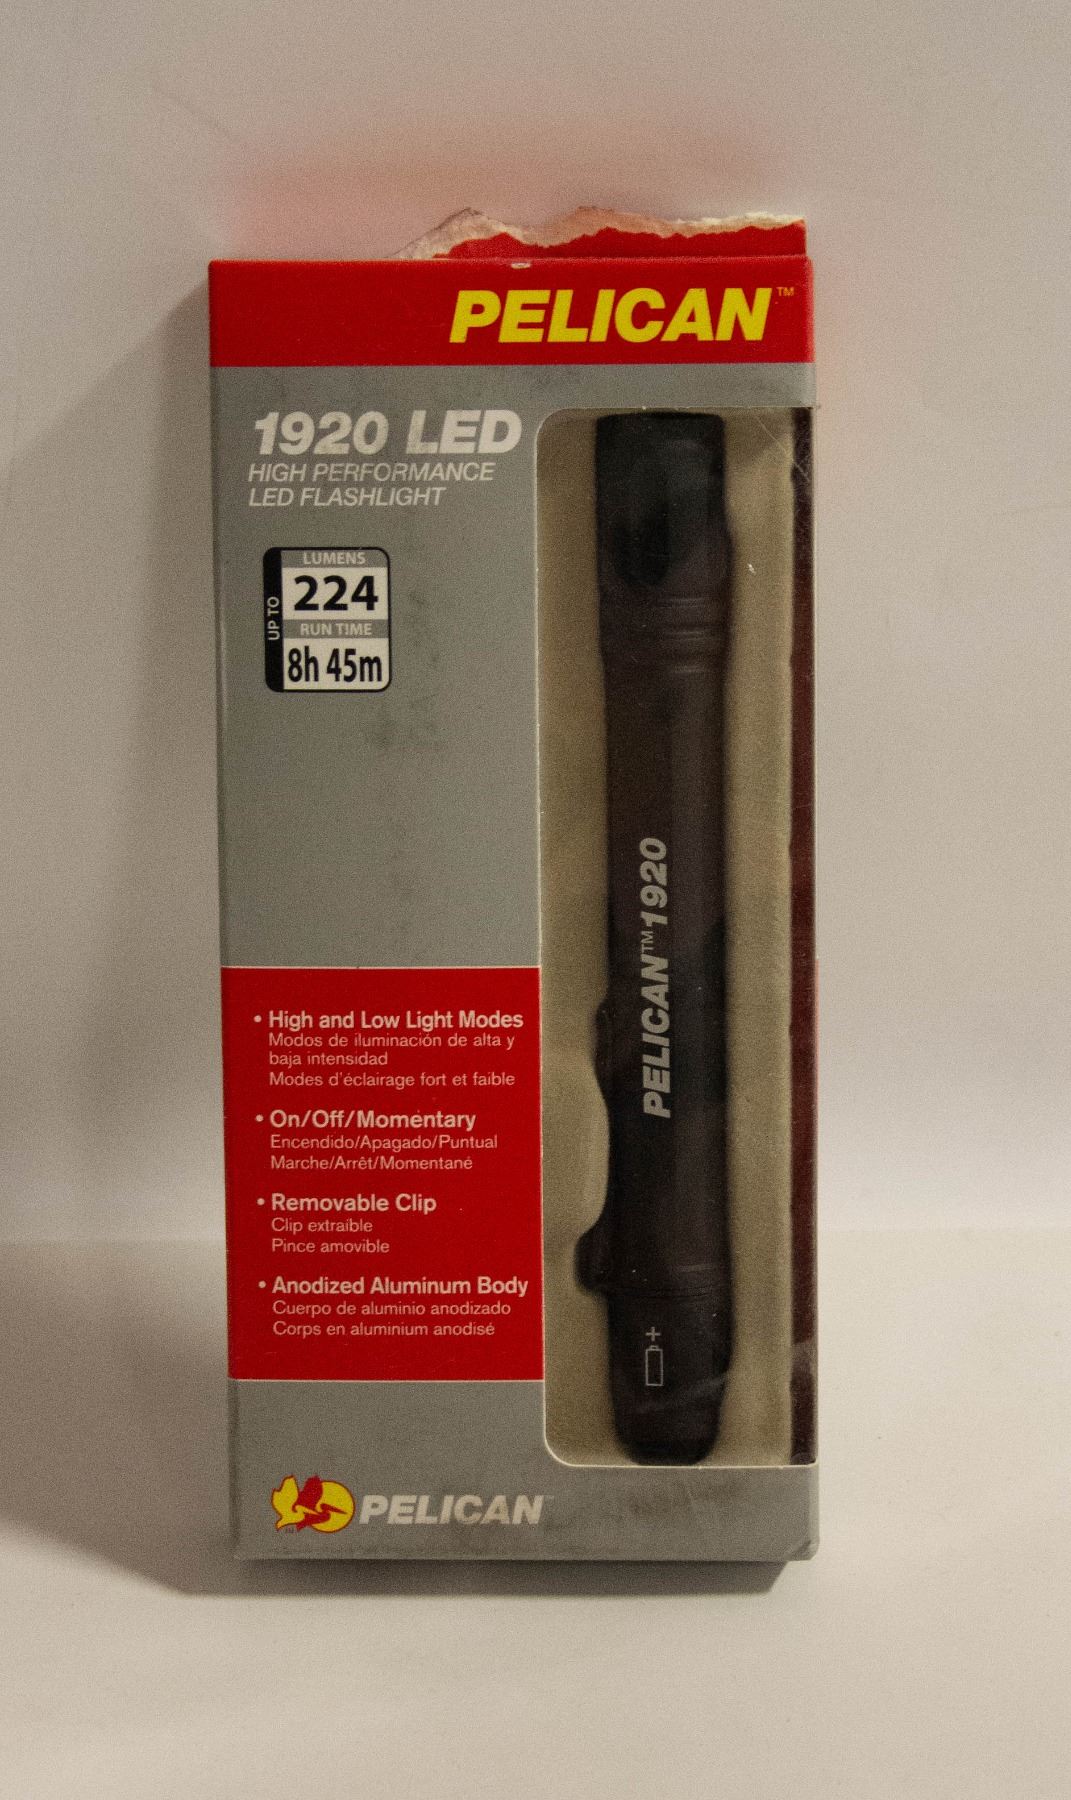 PELICAN™
1920 LED
HIGH PERFORMANCE
LED FLASHLIGHT
LUMENS
UP TO
224
RUN TIME
8h 45m
PELICAN™1920
• High and Low Light Modes
Modos de iluminación de alta y
baja intensidad
Modes d'éclairage fort et faible
• On/Off/Momentary
Encendido/Apagado/Puntual
Marche/Arrêt/Momentané
• Removable Clip
Clip extraíble
Pince amovible
• Anodized Aluminum Body
Cuerpo de aluminio anodizado
Corps en aluminium anodisé
+
PELICAN™